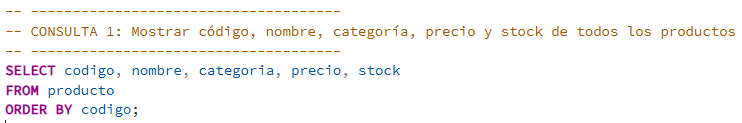 -- -----------------------------------
-- CONSULTA 1: Mostrar código, nombre, categoría, precio y stock de todos los productos
-- -----------------------------------
SELECT codigo, nombre, categoria, precio, stock
FROM producto
ORDER BY codigo;